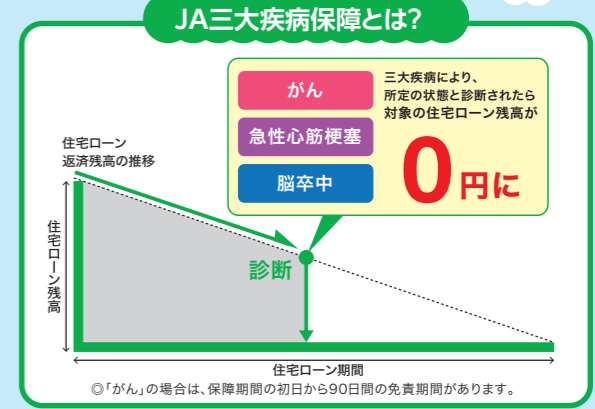 JA三大疾病保障とは?
がん
急性心筋梗塞
脳卒中
三大疾病により、
所定の状態と診断されたら
対象の住宅ローン残高が
0円に
住宅ローン
返済残高の推移
住宅ローン残高
診断
住宅ローン期間
◎「がん」の場合は、保障期間の初日から90日間の免責期間があります。